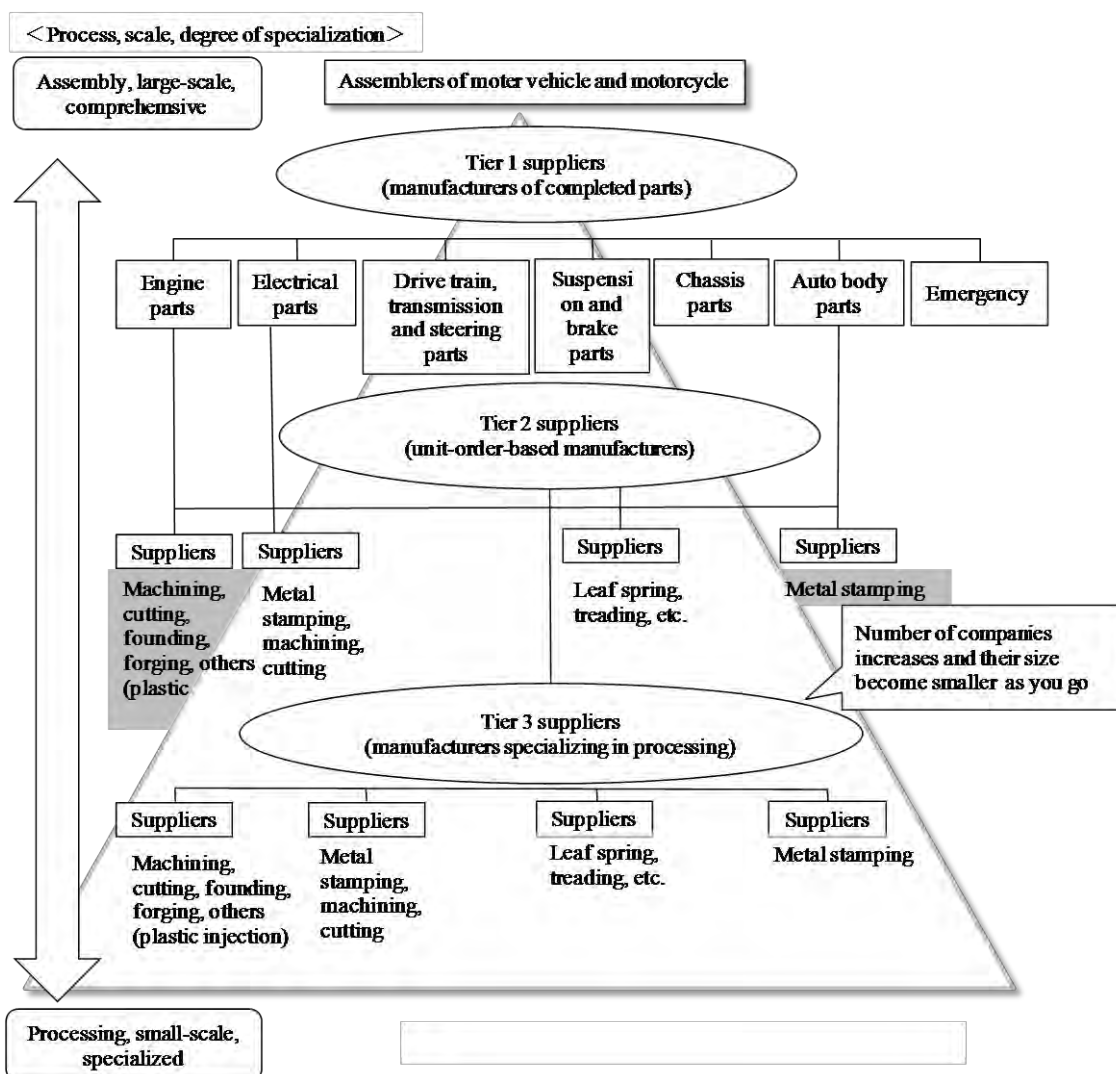 ＜Process, scale, degree of specialization＞
Assembly, large-scale,
comprehemsive
Assemblers of moter vehicle and motorcycle
Tier 1 suppliers
(manufacturers of completed parts)
Engine
parts
Electrical
parts
Drive train,
transmission
and steering
parts
Suspensi
on and
brake
parts
Chassis
parts
Auto body
parts
Emergency
Tier 2 suppliers
(unit-order-based manufacturers)
Suppliers
Machining,
cutting,
founding,
forging, others
(plastic
Suppliers
Metal
stamping,
machining,
cutting
Suppliers
Leaf spring,
treading, etc.
Suppliers
Metal stamping
Number of companies
increases and their size
become smaller as you go
Tier 3 suppliers
(manufacturers specializing in processing)
Suppliers
Machining,
cutting, founding,
forging, others
(plastic injection)
Suppliers
Metal
stamping,
machining,
cutting
Suppliers
Leaf spring,
treading, etc.
Suppliers
Metal stamping
Processing, small-scale,
specialized